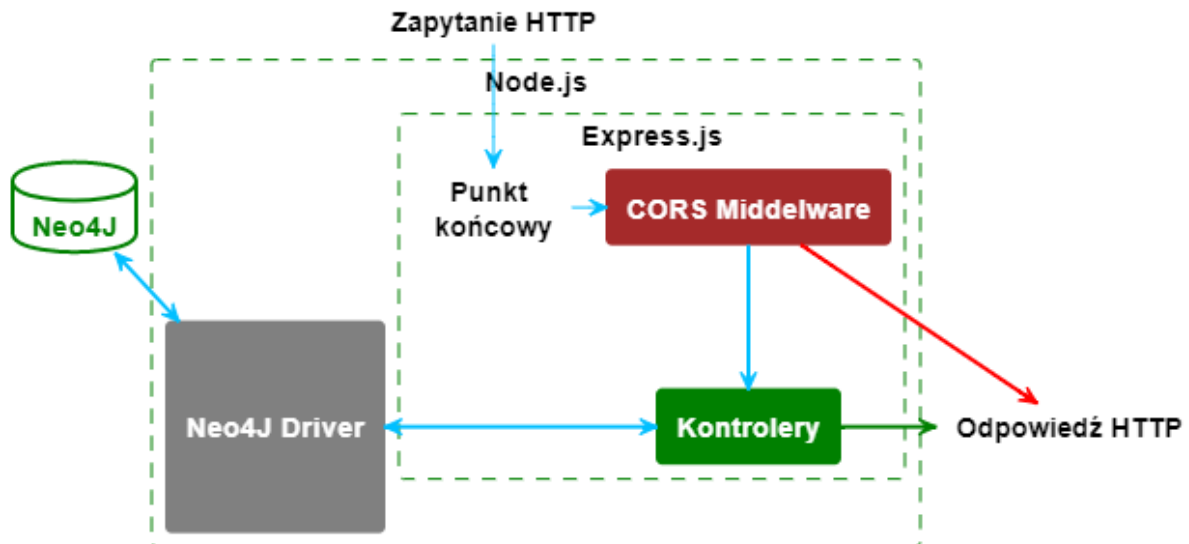 Zapytanie HTTP
Node.js
Express.js
Punkt
końcowy
CORS Middelware
Neo4J
Neo4J Driver
Kontrolery
Odpowiedź HTTP